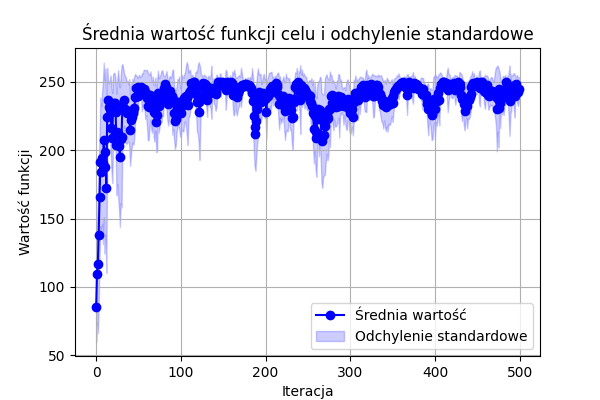 Średnia wartość funkcji celu i odchylenie standardowe
250
200
150
100
50
Wartość funkcji
0 100 200 300 400 500
Iteracja
Średnia wartość
Odchylenie standardowe